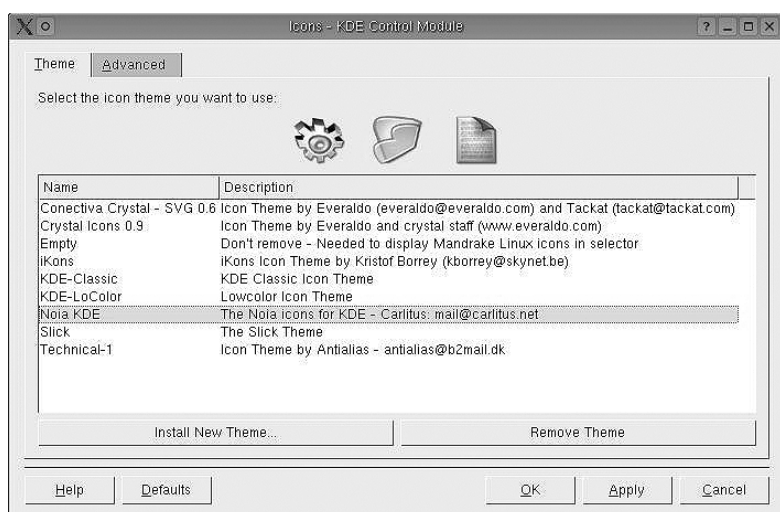 Icons - KDE Control Module
Theme Advanced
Select the icon theme you want to use:
Name Description
Conectiva Crystal - SVG 0.6 Icon Theme by Everaldo (everaldo@everaldo.com) and Tackat (tackat@tackat.com)
Crystal Icons 0.9 Icon Theme by Everaldo and crystal staff (www.everaldo.com)
Empty Don't remove - Needed to display Mandrake Linux icons in selector
iKons iKons Icon Theme by Kristof Borrey (kborrey@skynet.be)
KDE-Classic KDE Classic Icon Theme
KDE-LoColor Lowcolor Icon Theme
Noia KDE The Noia icons for KDE - Carlitus: mail@carlitus.net
Slick The Slick Theme
Technical-1 Icon Theme by Antialias - antialias@b2mail.dk
Install New Theme... Remove Theme
Help Defaults OK Apply Cancel